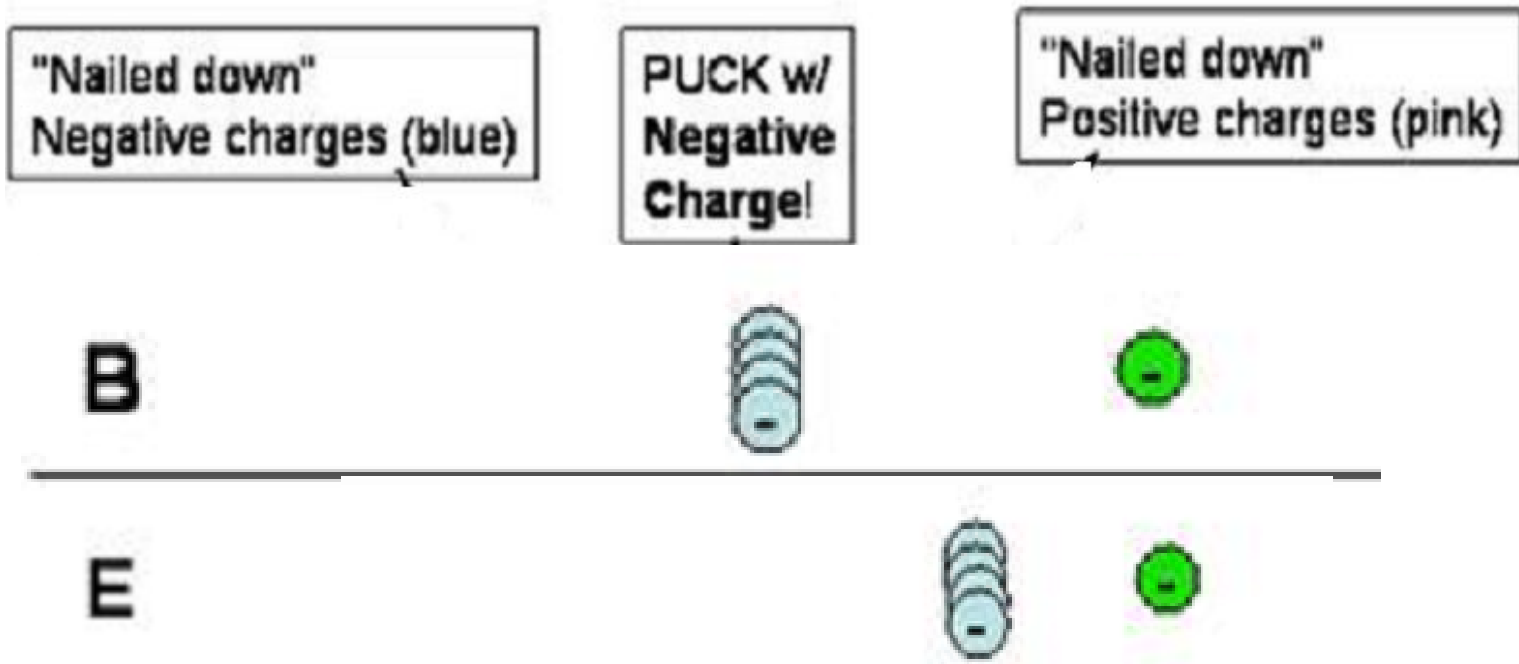 "Nailed down"
Negative charges (blue)
PUCK w/
Negative
Charge!
"Nailed down"
Positive charges (pink)
B
-
-
E
-
-